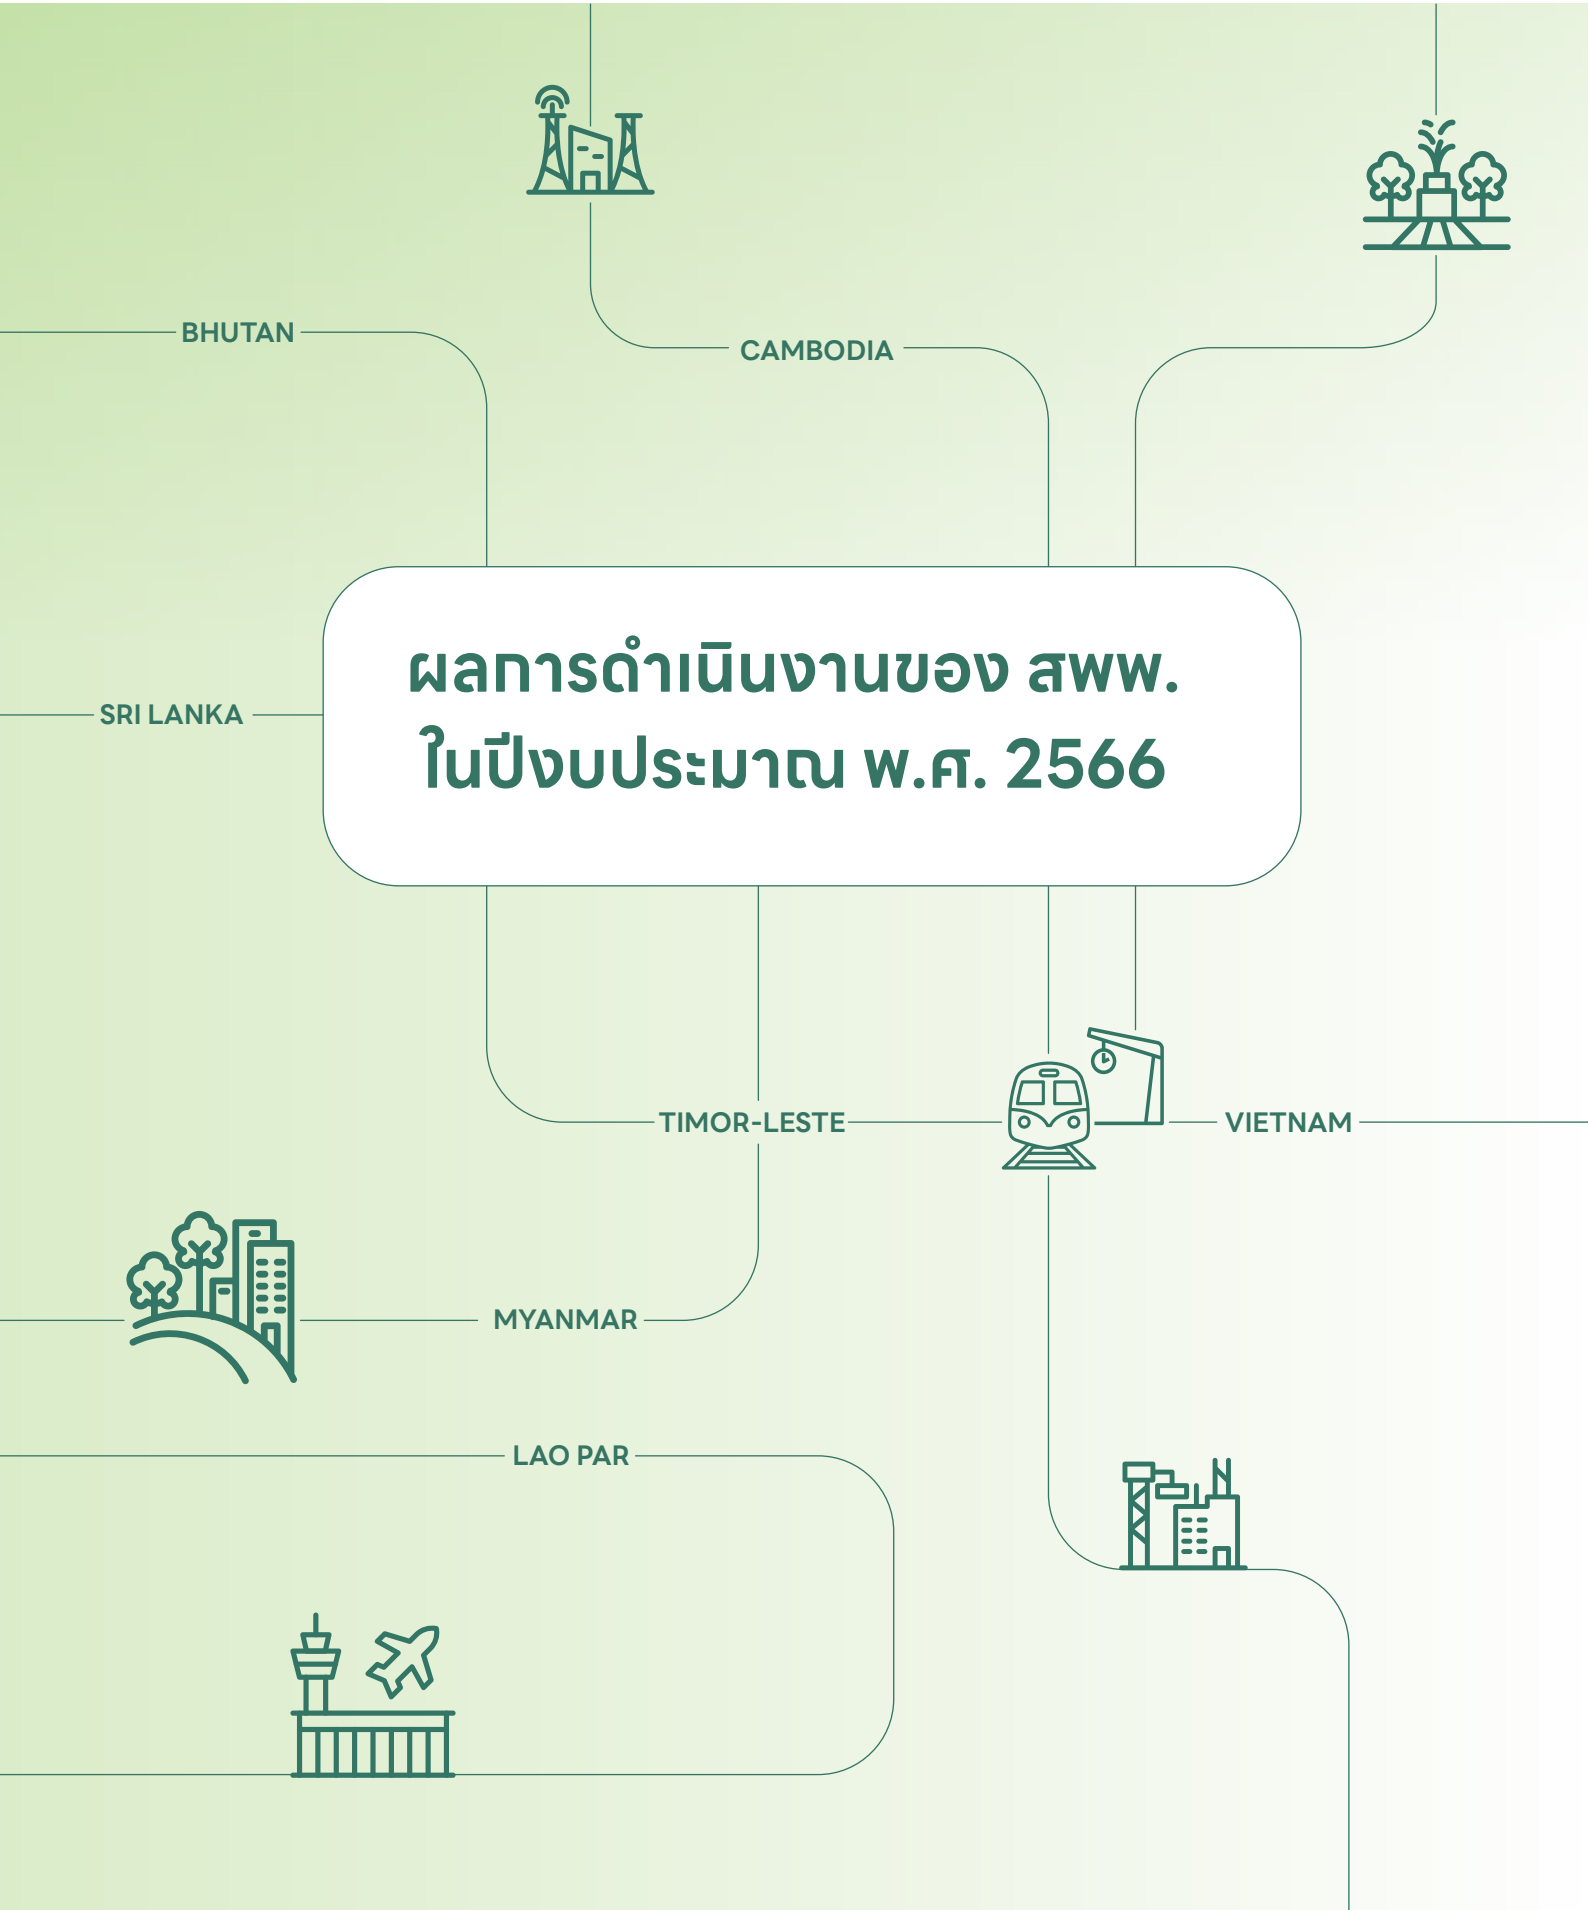 BHUTAN
CAMBODIA
ผลการดำเนินงานของ สพพ.
ในปีงบประมาณ พ.ศ. 2566
SRI LANKA
TIMOR-LESTE
VIETNAM
MYANMAR
LAO PAR